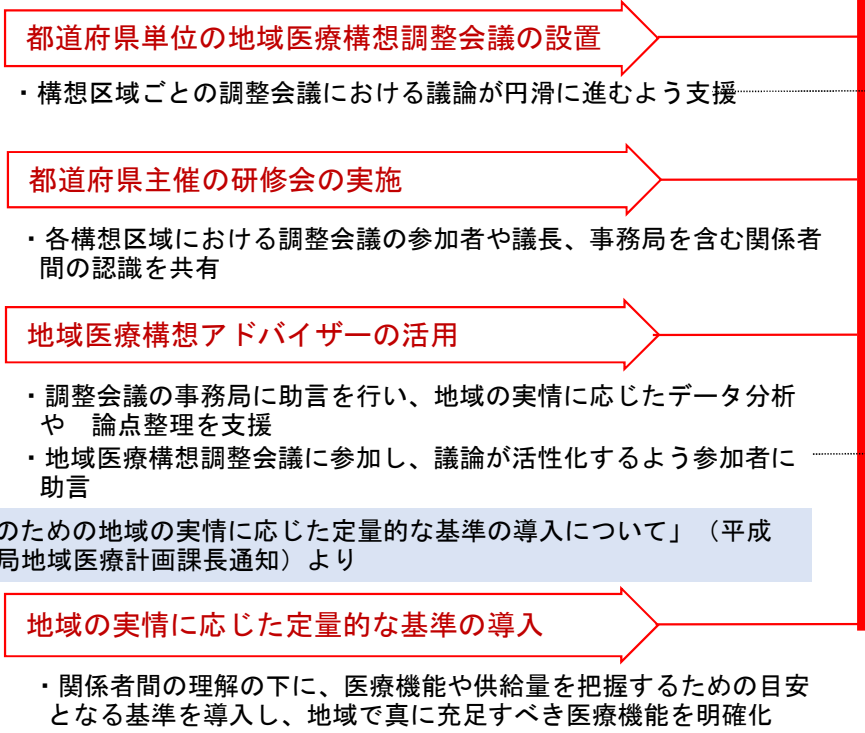 都道府県単位の地域医療構想調整会議の設置
・構想区域ごとの調整会議における議論が円滑に進むよう支援
都道府県主催の研修会の実施
・各構想区域における調整会議の参加者や議長、事務局を含む関係者
間の認識を共有
地域医療構想アドバイザーの活用
・調整会議の事務局に助言を行い、地域の実情に応じたデータ分析
や　論点整理を支援
・地域医療構想調整会議に参加し、議論が活性化するよう参加者に
助言
のための地域の実情に応じた定量的な基準の導入について」（平成
局地域医療計画課長通知）より
地域の実情に応じた定量的な基準の導入
・関係者間の理解の下に、医療機能や供給量を把握するための目安
となる基準を導入し、地域で真に充足すべき医療機能を明確化